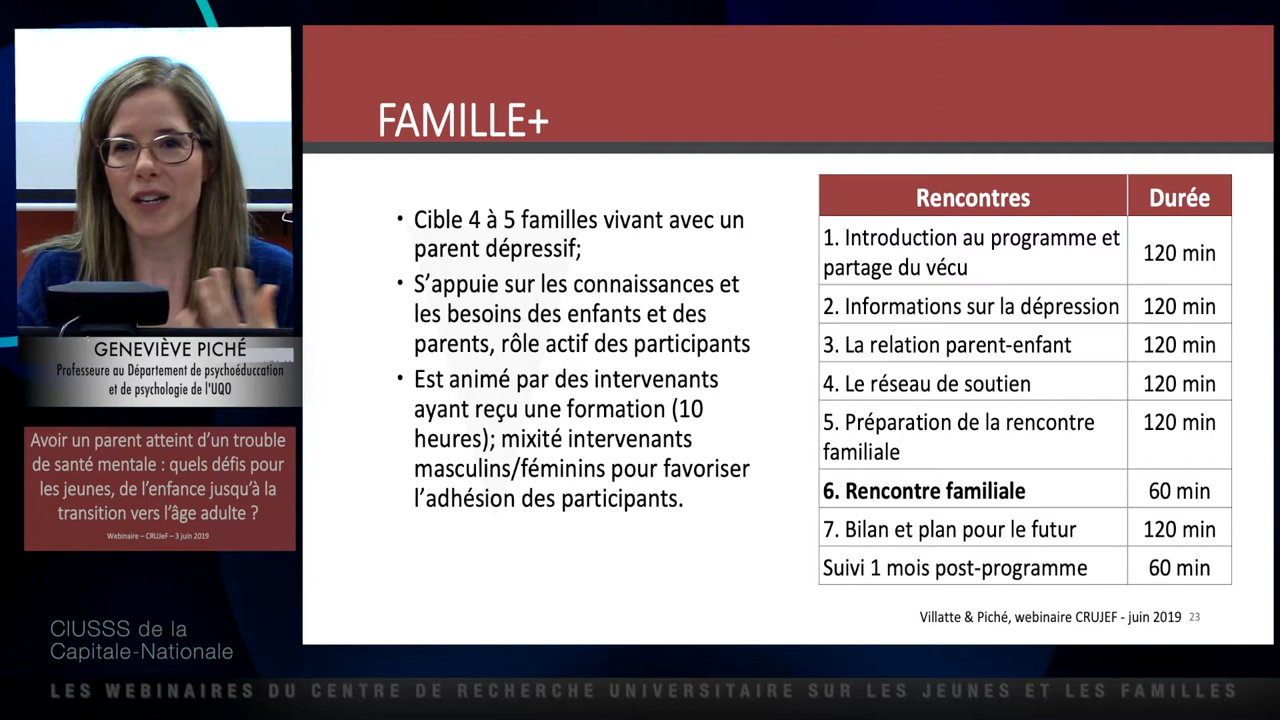 FAMILLE+
• Cible 4 à 5 familles vivant avec un
parent dépressif;
• S’appuie sur les connaissances et
les besoins des enfants et des
parents, rôle actif des participants
• Est animé par des intervenants
ayant reçu une formation (10
heures); mixité intervenants
masculins/féminins pour favoriser
l’adhésion des participants.
Rencontres Durée
1. Introduction au programme et
partage du vécu 120 min
2. Informations sur la dépression 120 min
3. La relation parent-enfant 120 min
4. Le réseau de soutien 120 min
5. Préparation de la rencontre 120 min
familiale
6. Rencontre familiale 60 min
7. Bilan et plan pour le futur 120 min
Suivi 1 mois post-programme 60 min
Villatte & Piché, webinaire CRUJEF - juin 2019 23
GENEVIÈVE PICHÉ
Professeure au Département de psychoéduccation
et de psychologie de l'UQO
Avoir un parent atteint d’un trouble
de santé mentale : quels défis pour
les jeunes, de l’enfance jusqu’à la
transition vers l’âge adulte ?
Webinaire – CRUJeF – 3 juin 2019
CIUSSS de la
Capitale-Nationale
LES WEBINAIRES DU CENTRE DE RECHERCHE UNIVERSITAIRE SUR LES JEUNES ET LES FAMILLES